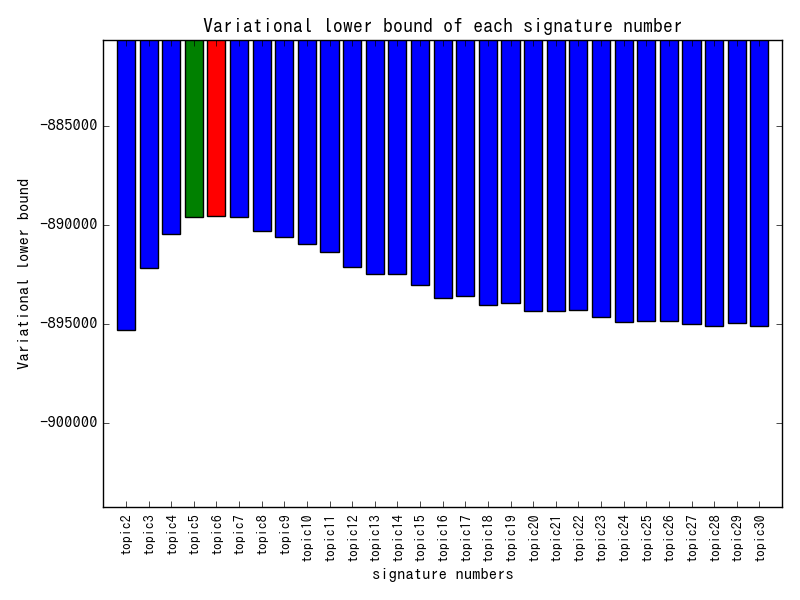 Variational lower bound of each signature number
Variational lower bound
-885000
-890000
-895000
-900000
topic2
topic3
topic4
topic5
topic6
topic7
topic8
topic9
topic10
topic11
topic12
topic13
topic14
topic15
topic16
topic17
topic18
topic19
topic20
topic21
topic22
topic23
topic24
topic25
topic26
topic27
topic28
topic29
topic30
signature numbers